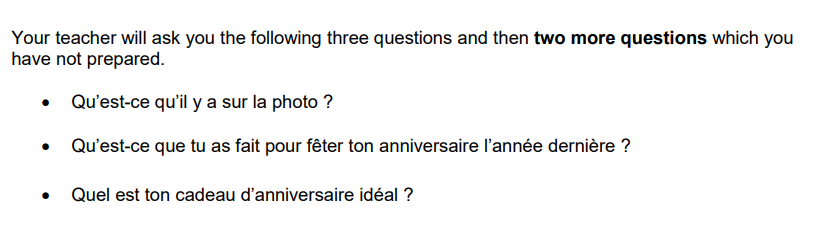 Your teacher will ask you the following three questions and then two more questions which you
have not prepared.
• Qu’est-ce qu’il y a sur la photo ?
• Qu’est-ce que tu as fait pour fêter ton anniversaire l’année dernière ?
• Quel est ton cadeau d’anniversaire idéal ?